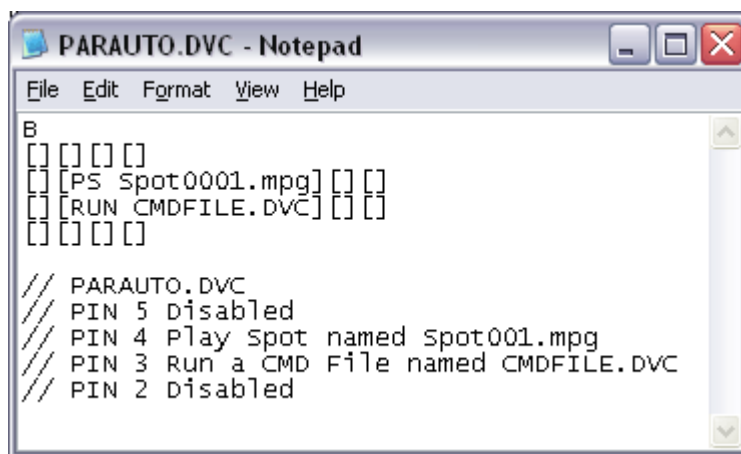 PARAUTO.DVC - Notepad
File Edit Format View Help
B
[][][][]
[][PS Spot0001.mpg][][]
[][RUN CMDFILE.DVC][][]
[][][][]
// PARAUTO.DVC
// PIN 5 Disabled
// PIN 4 Play Spot named Spot001.mpg
// PIN 3 Run a CMD File named CMDFILE.DVC
// PIN 2 Disabled